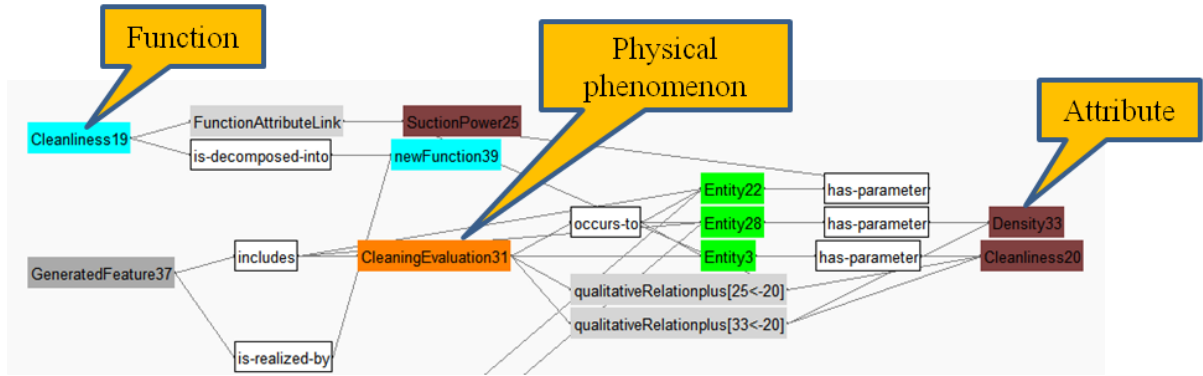 Function
Physical
phenomenon
Attribute
FunctionAttributeLink
SuctionPower25
Cleanliness19
is-decomposed-into
newFunction39
Entity22
has-parameter
occurs-to
Entity28
has-parameter
Density33
includes
CleaningEvaluation31
Entity3
has-parameter
Cleanliness20
GeneratedFeature37
qualitativeRelationplus[25<-20]
qualitativeRelationplus[33<-20]
is-realized-by